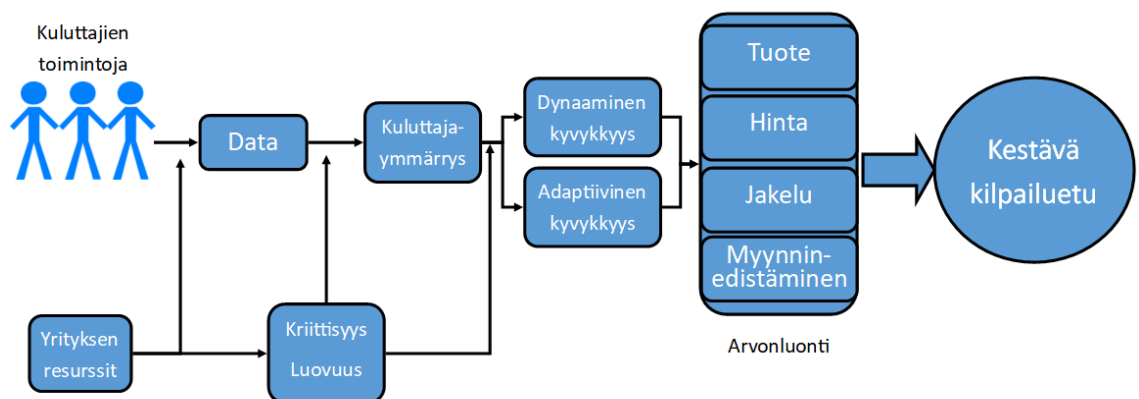 Kuluttajien
toimintoja
Data
Kuluttaja-
ymmärrys
Dynaaminen
kyvykkyys
Adaptiivinen
kyvykkyys
Tuote
Hinta
Jakelu
Myynnin-
edistäminen
Arvonluonti
Kestävä
kilpailuetu
Yrityksen
resurssit
Kriittisyys
Luovuus